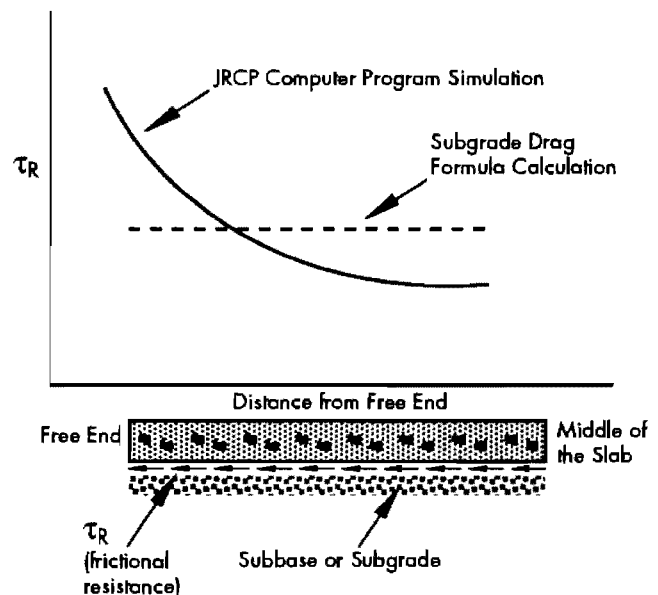 JRCP Computer Program Simulation
Subgrade Drag
Formula Calculation
τR
Distance from Free End
Free End
Middle of
the Slab
τR
(frictional
resistance)
Subbase or Subgrade